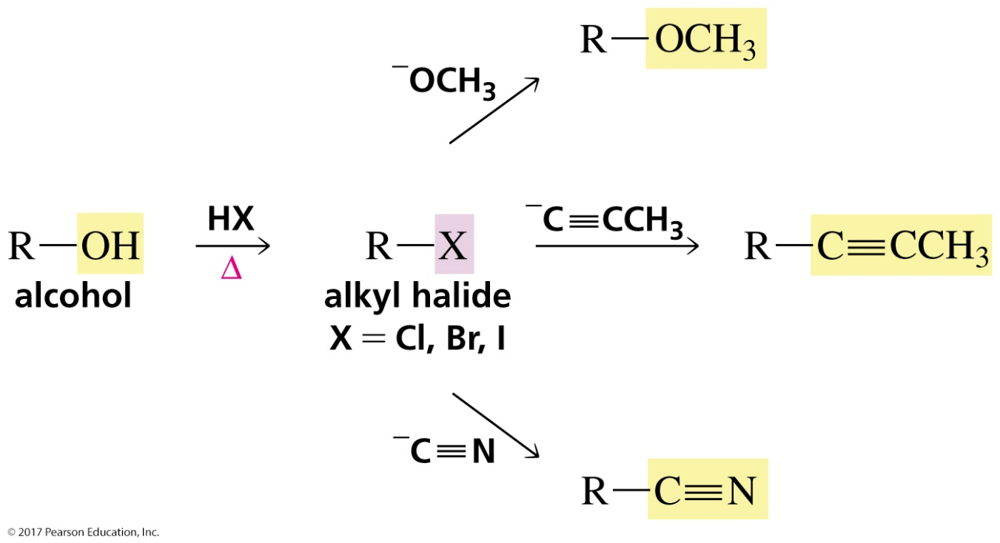 R—OCH₃
⁻OCH₃
R—OH
alcohol
HX
Δ
R—X
alkyl halide
X = Cl, Br, I
⁻C≡CCH₃
R—C≡CCH₃
⁻C≡N
R—C≡N
© 2017 Pearson Education, Inc.